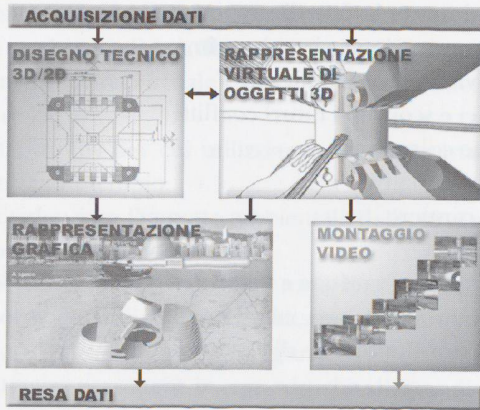 ACQUISIZIONE DATI
DISEGNO TECNICO
3D/2D
RAPPRESENTAZIONE
VIRTUALE DI
OGGETTI 3D
RAPPRESENTAZIONE
GRAFICA
MONTAGGIO
VIDEO
RESA DATI